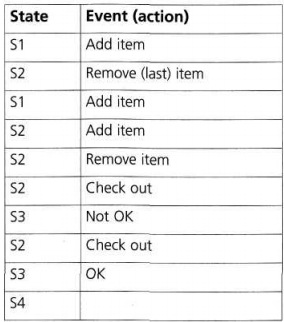 State Event (action)
S1 Add item
S2 Remove (last) item
S1 Add item
S2 Add item
S2 Remove item
S2 Check out
S3 Not OK
S2 Check out
S3 OK
S4